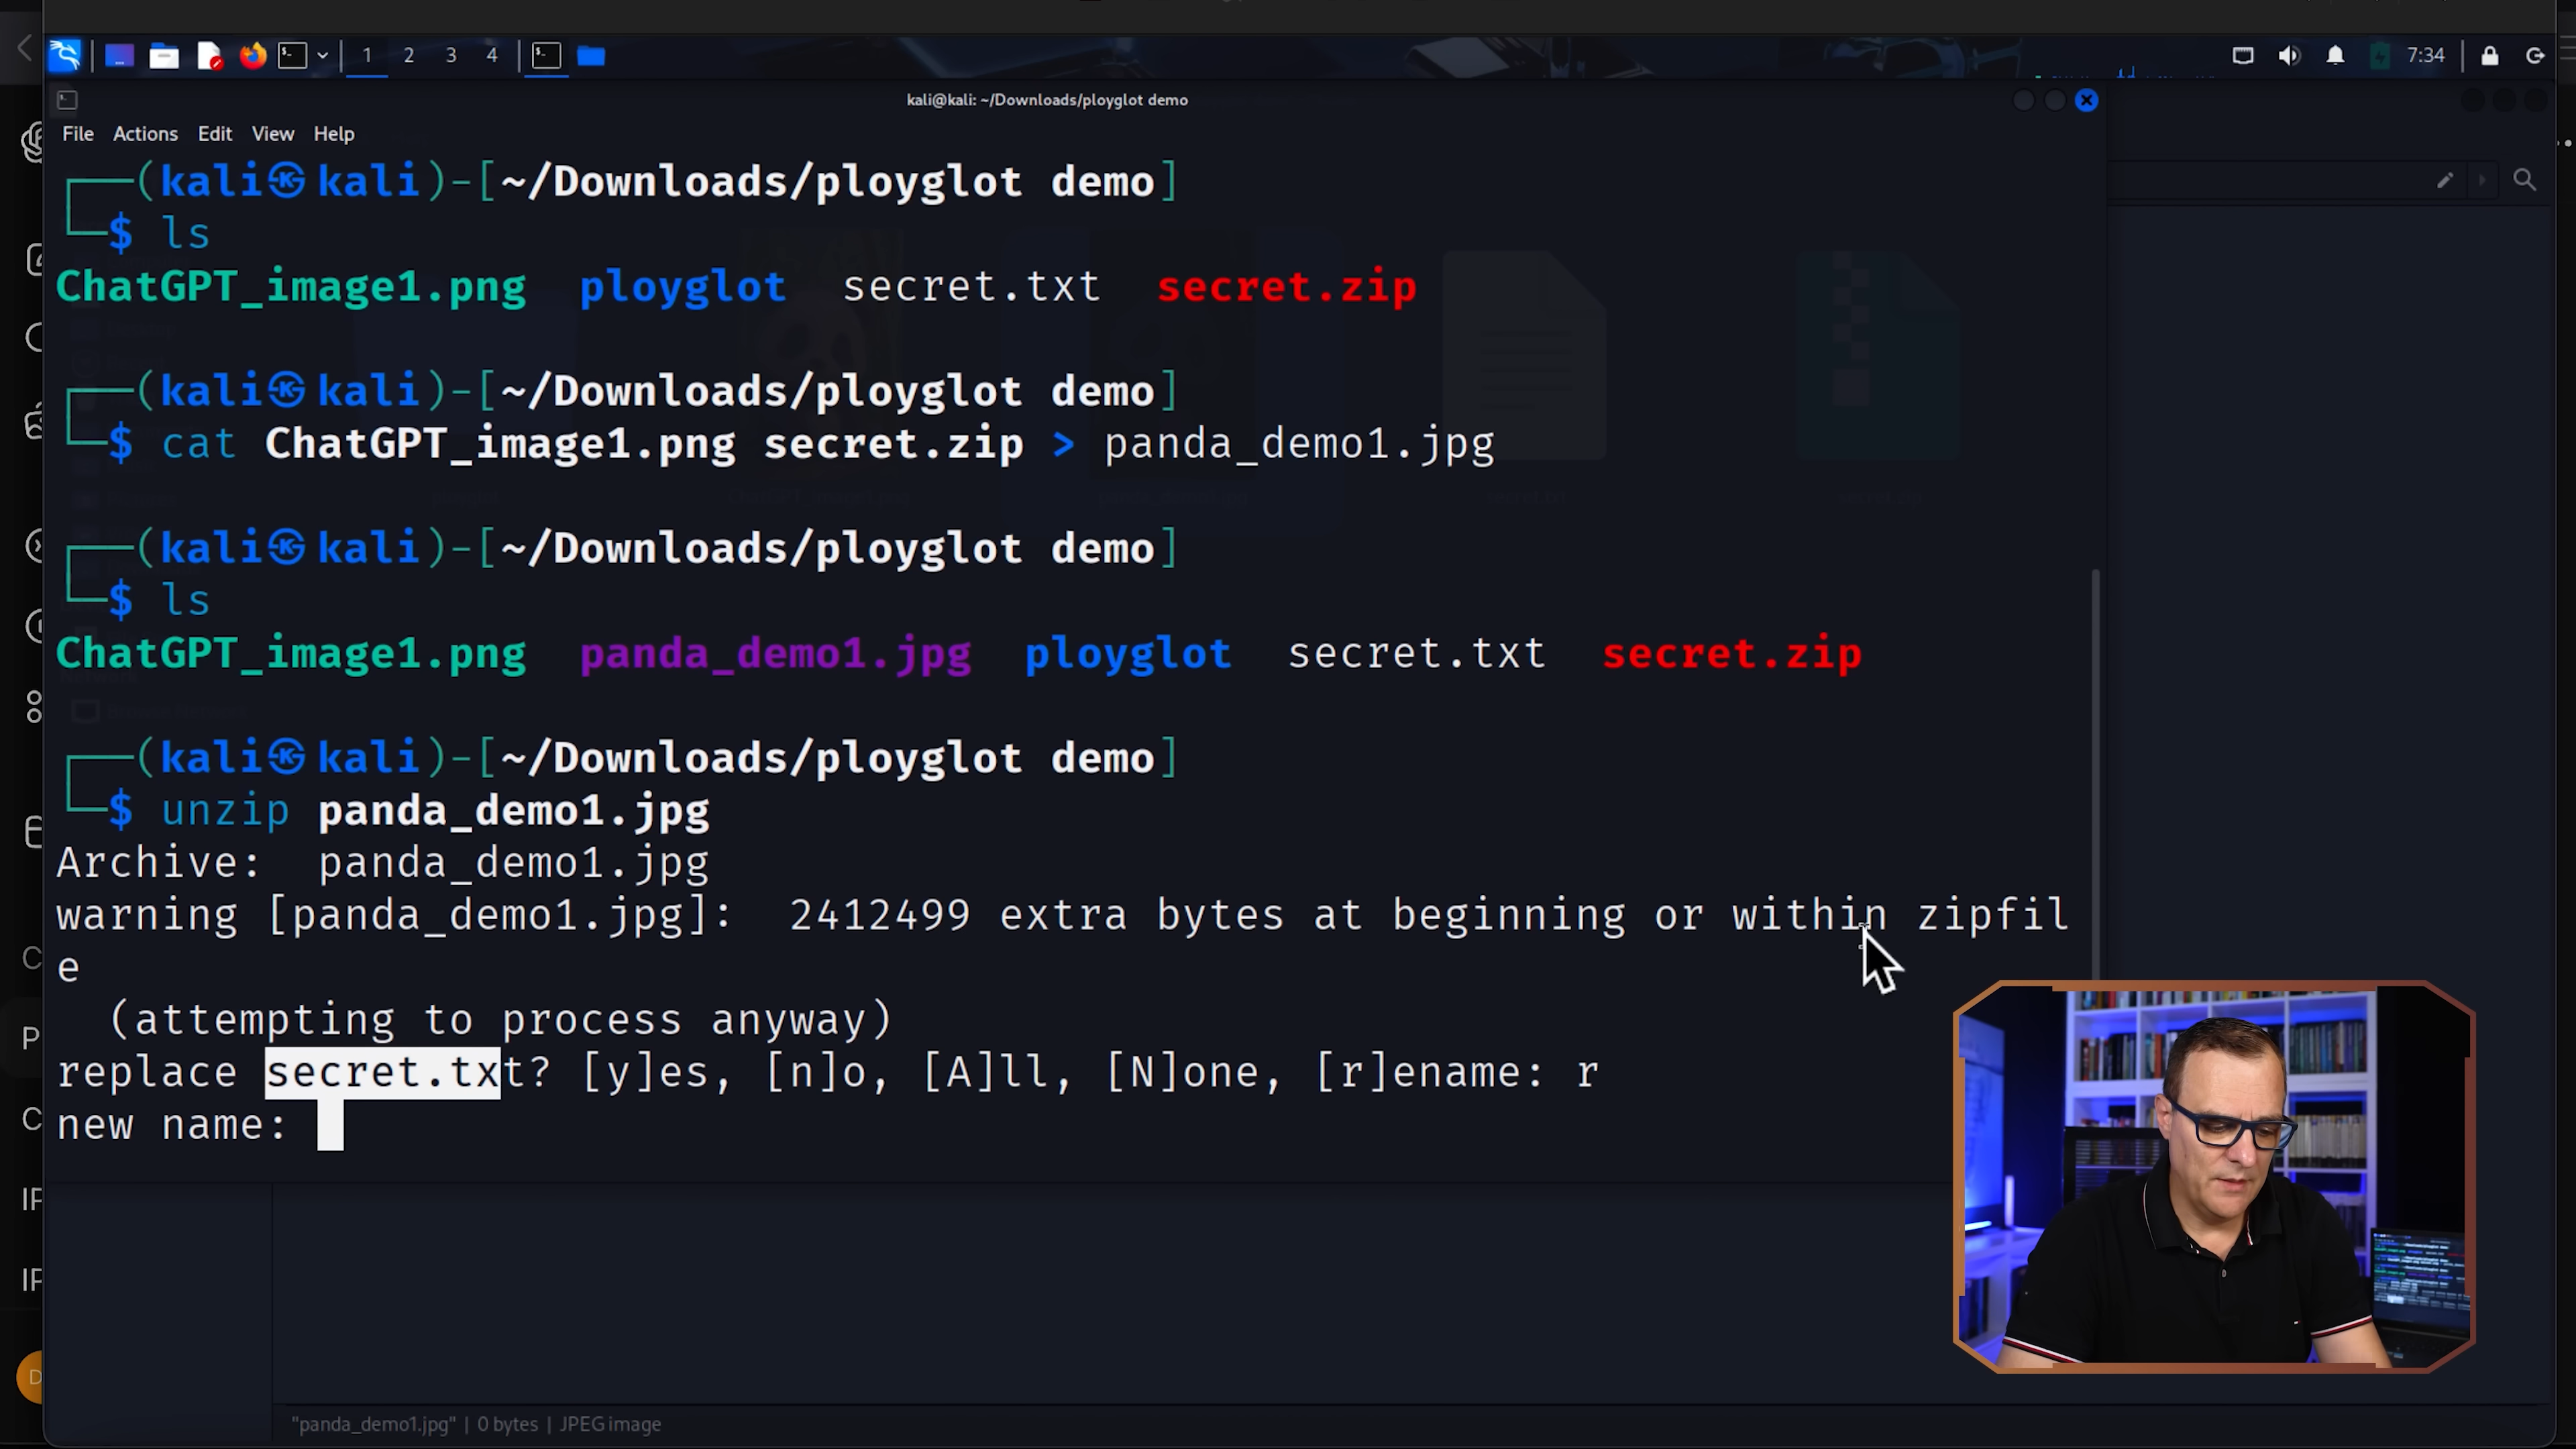 1 2 3 4 7:34
kali@kali: ~/Downloads/ployglot demo
File Actions Edit View Help
(kali㉿kali)-[~/Downloads/ployglot demo]
$ ls
ChatGPT_image1.png ployglot secret.txt secret.zip
(kali㉿kali)-[~/Downloads/ployglot demo]
$ cat ChatGPT_image1.png secret.zip > panda_demo1.jpg
(kali㉿kali)-[~/Downloads/ployglot demo]
$ ls
ChatGPT_image1.png panda_demo1.jpg ployglot secret.txt secret.zip
(kali㉿kali)-[~/Downloads/ployglot demo]
$ unzip panda_demo1.jpg
Archive: panda_demo1.jpg
warning [panda_demo1.jpg]: 2412499 extra bytes at beginning or within zipfil
e
(attempting to process anyway)
replace secret.txt? [y]es, [n]o, [A]ll, [N]one, [r]ename: r
new name:
"panda_demo1.jpg" | 0 bytes | JPEG image